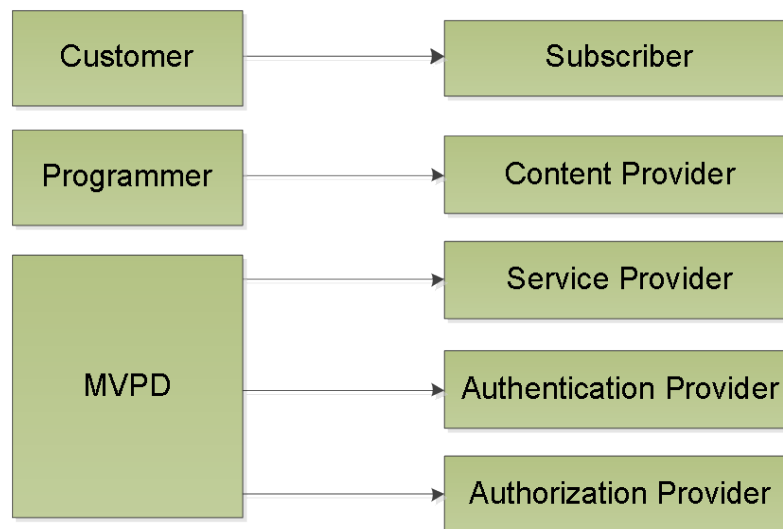 Customer
Subscriber
Programmer
Content Provider
Service Provider
MVPD
Authentication Provider
Authorization Provider